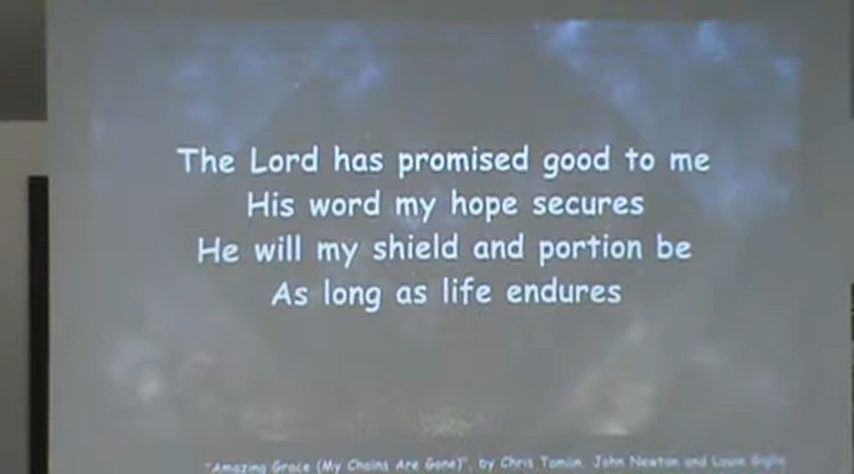 The Lord has promised good to me
His word my hope secures
He will my shield and portion be
As long as life endures
"Amazing Grace (My Chains Are Gone)", by Chris Tomlin, John Newton and Louie Giglio